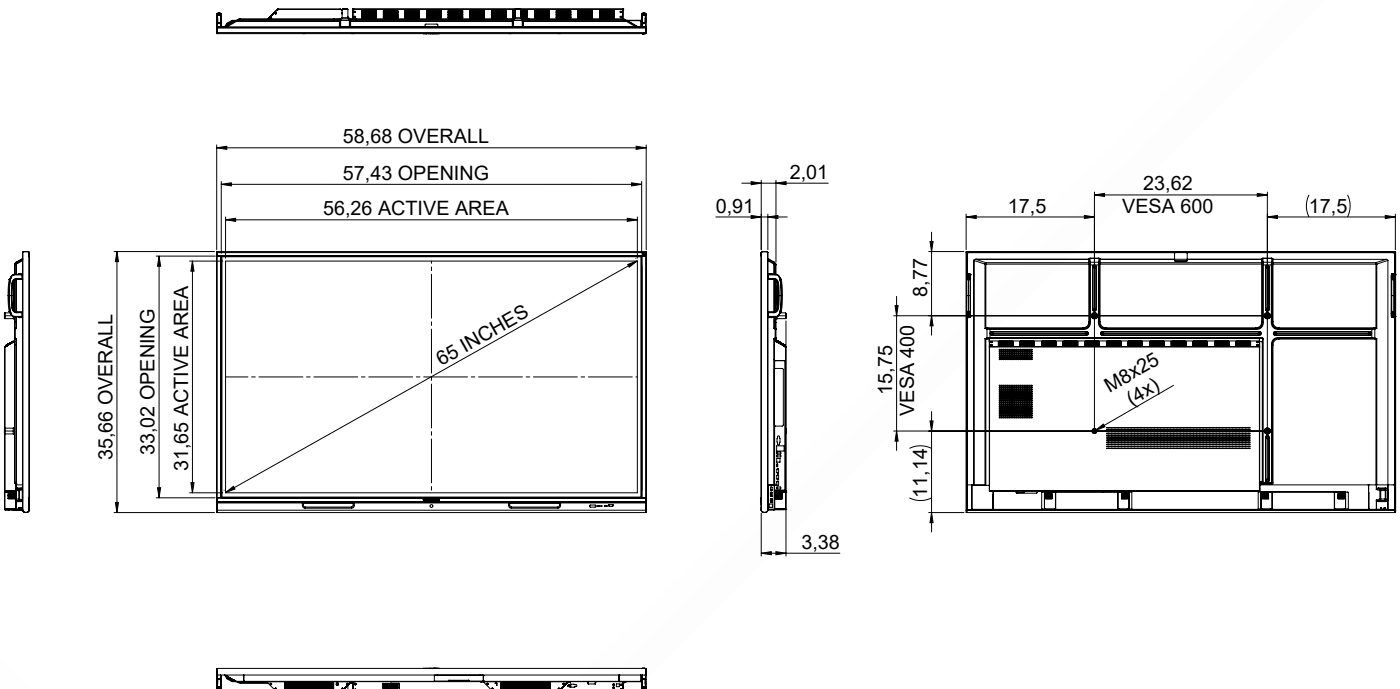 58,68 OVERALL
57,43 OPENING
56,26 ACTIVE AREA
35,66 OVERALL
33,02 OPENING
31,65 ACTIVE AREA
65 INCHES
2,01
0,91
3,38
23,62
VESA 600
17,5
(17,5)
8,77
15,75
VESA 400
(11,14)
M8x25
(4x)